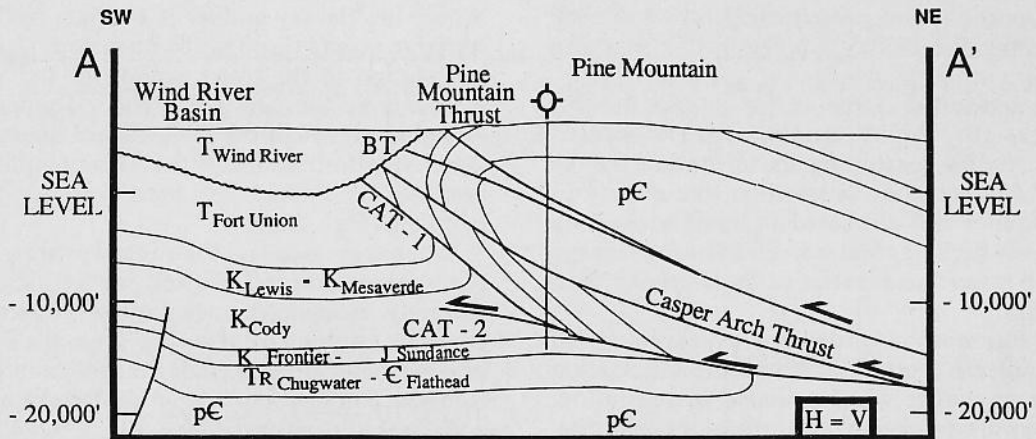 SW
NE
A
A'
Wind River
Basin
Pine
Mountain
Thrust
Pine Mountain
T Wind River
BT
SEA
LEVEL
pЄ
SEA
LEVEL
T Fort Union
CAT - 1
K Lewis - K Mesaverde
- 10,000'
- 10,000'
Casper Arch Thrust
K Cody
CAT - 2
K Frontier - J Sundance
TR Chugwater - Є Flathead
- 20,000'
pЄ
pЄ
H = V
- 20,000'